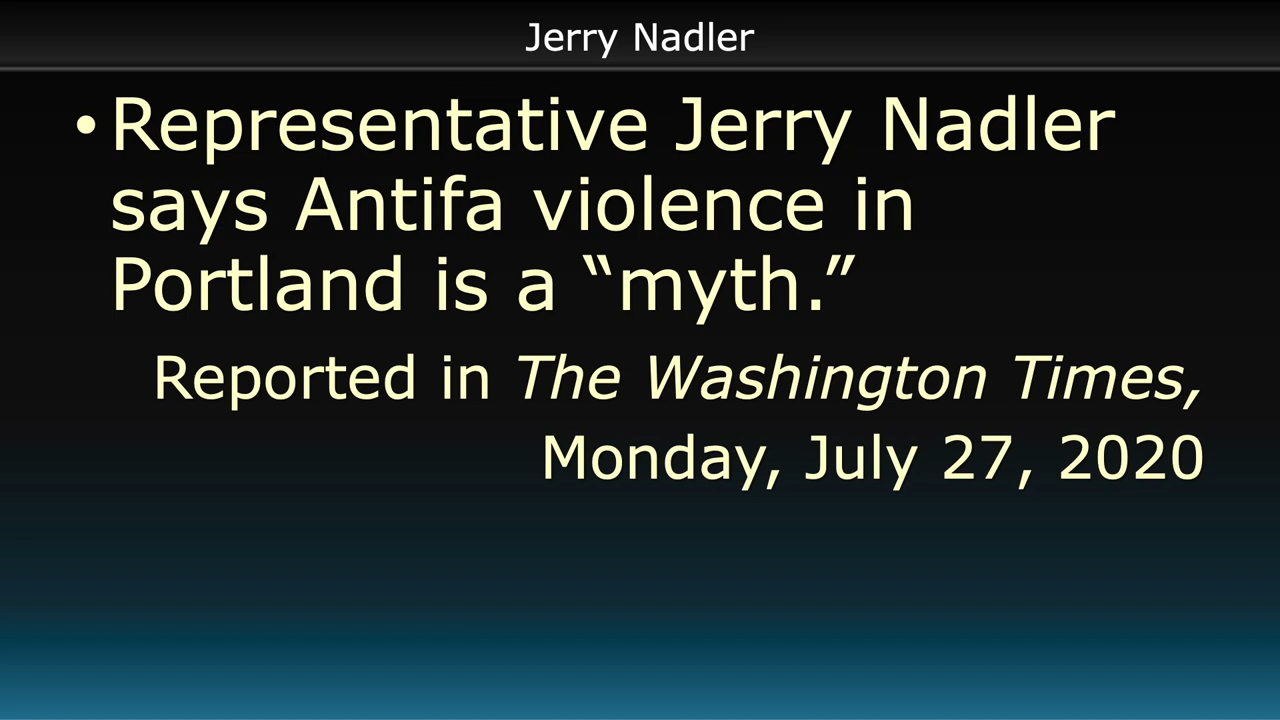 Jerry Nadler
• Representative Jerry Nadler
says Antifa violence in
Portland is a “myth.”
Reported in The Washington Times,
Monday, July 27, 2020